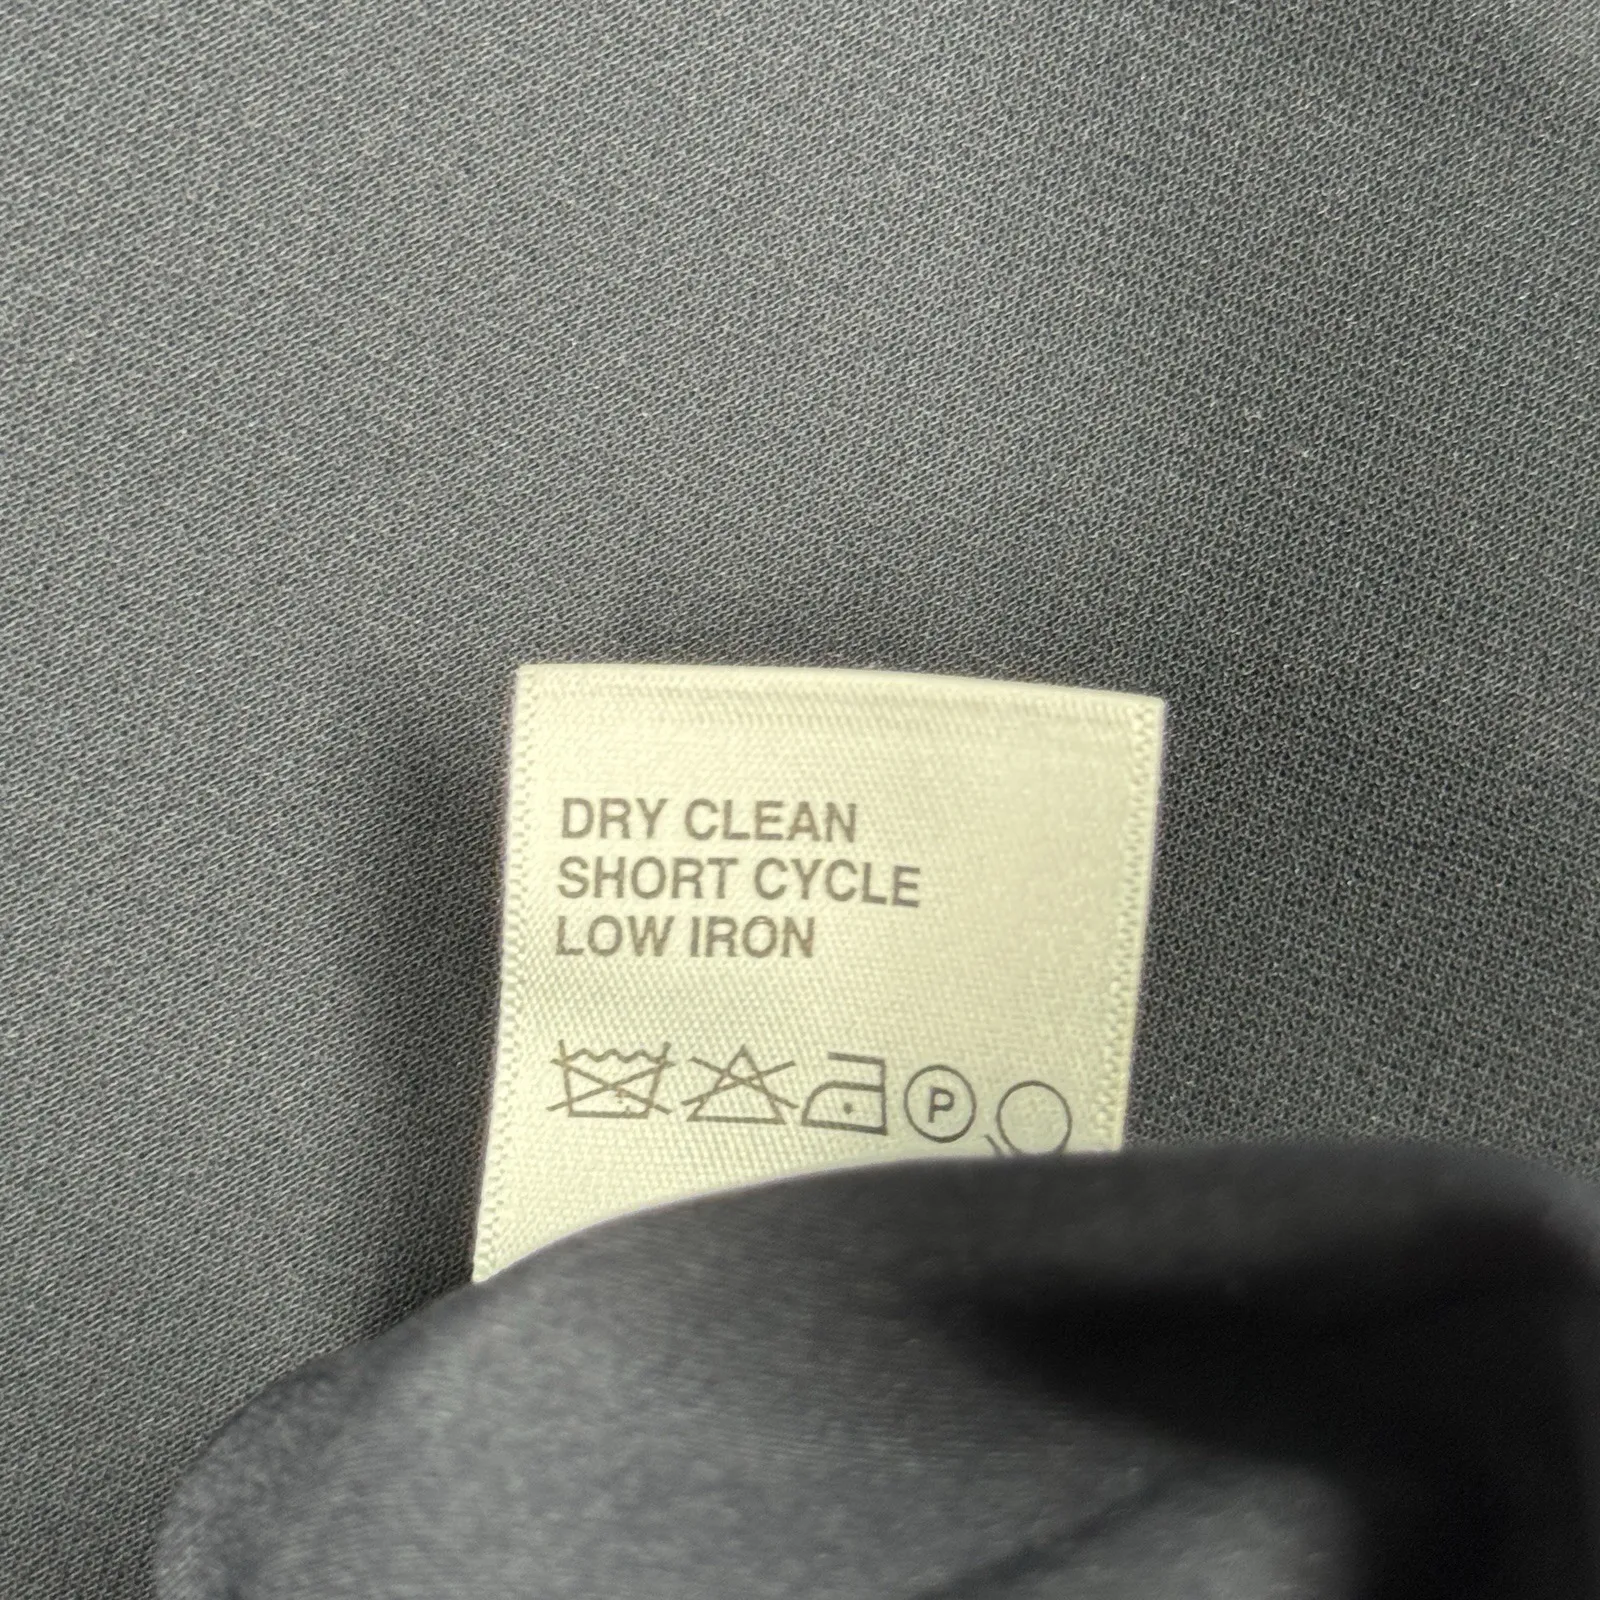 DRY CLEAN
SHORT CYCLE
LOW IRON
P